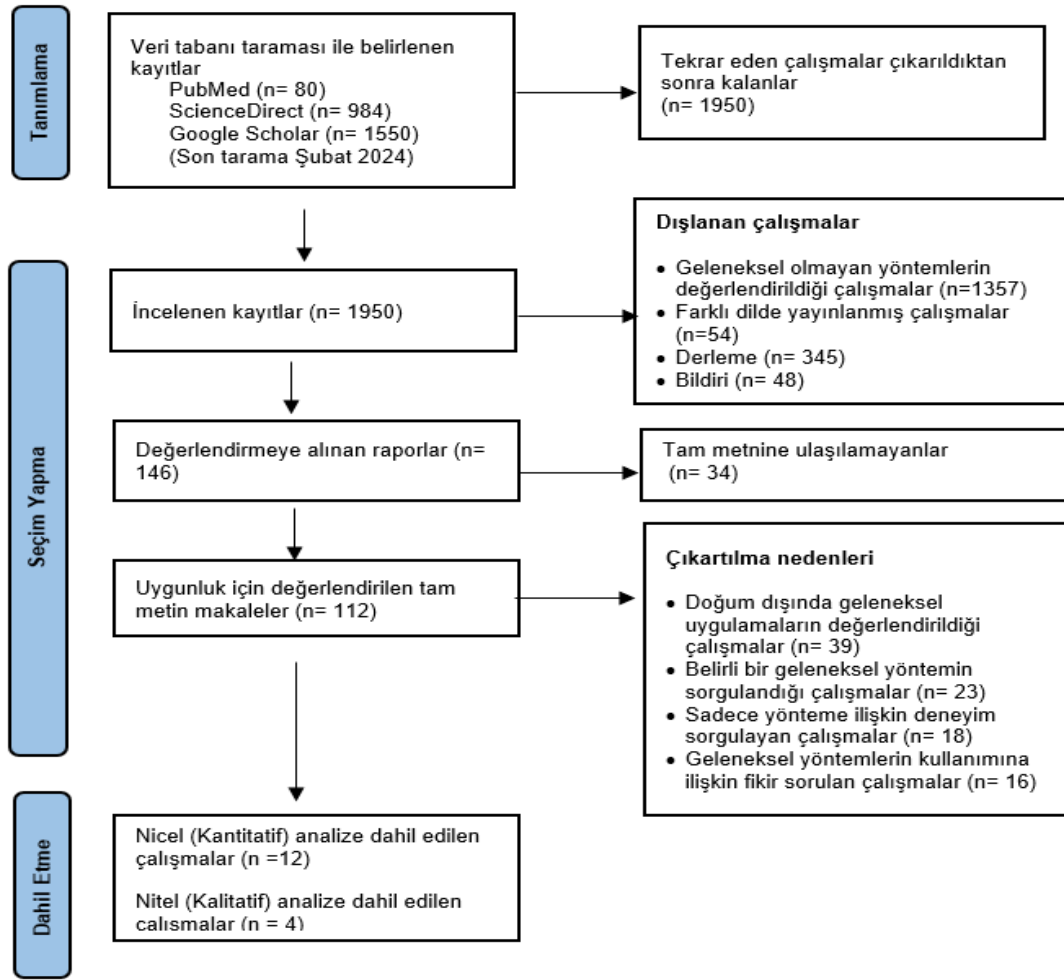 Tanımlama
Veri tabanı taraması ile belirlenen
kayıtlar
PubMed (n= 80)
ScienceDirect (n= 984)
Google Scholar (n= 1550)
(Son tarama Şubat 2024)
Tekrar eden çalışmalar çıkarıldıktan
sonra kalanlar
(n= 1950)
Seçim Yapma
İncelenen kayıtlar (n= 1950)
Dışlanan çalışmalar
• Geleneksel olmayan yöntemlerin
değerlendirildiği çalışmalar (n=1357)
• Farklı dilde yayınlanmış çalışmalar
(n=54)
• Derleme (n= 345)
• Bildiri (n= 48)
Değerlendirmeye alınan raporlar (n=
146)
Tam metnine ulaşılamayanlar
(n= 34)
Uygunluk için değerlendirilen tam
metin makaleler (n= 112)
Çıkartılma nedenleri
• Doğum dışında geleneksel
uygulamaların değerlendirildiği
çalışmalar (n= 39)
• Belirli bir geleneksel yöntemin
sorgulandığı çalışmalar (n= 23)
• Sadece yönteme ilişkin deneyim
sorgulayan çalışmalar (n= 18)
• Geleneksel yöntemlerin kullanımına
ilişkin fikir sorulan çalışmalar (n= 16)
Dahil Etme
Nicel (Kantitatif) analize dahil edilen
çalışmalar (n =12)
Nitel (Kalitatif) analize dahil edilen
çalışmalar (n = 4)